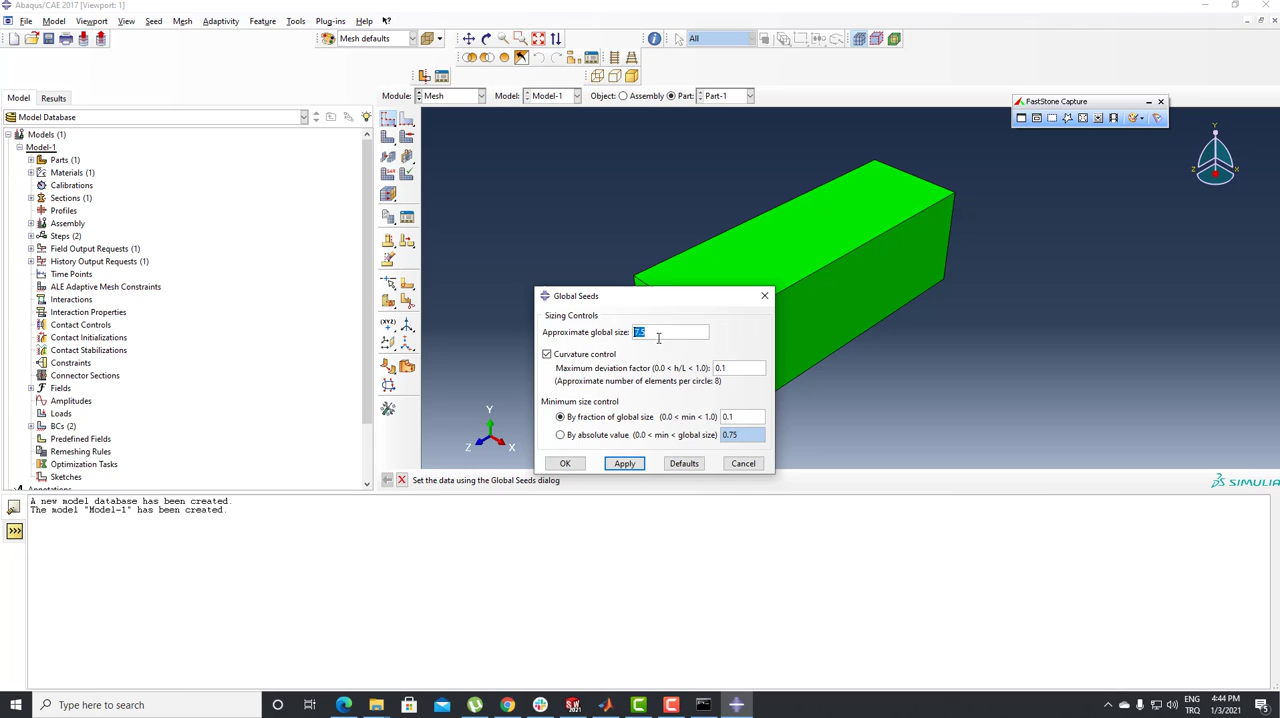 Abaqus/CAE 2017 [Viewport: 1]
File Model Viewport View Seed Mesh Adaptivity Feature Tools Plug-ins Help
Mesh defaults
All
Model Results
Module: Mesh Model: Model-1 Object: Assembly Part: Part-1
FastStone Capture
Model Database
Models (1)
Model-1
Parts (1)
Materials (1)
Calibrations
Sections (1)
Profiles
Assembly
Steps (2)
Field Output Requests (1)
History Output Requests (1)
Time Points
ALE Adaptive Mesh Constraints
Interactions
Interaction Properties
Contact Controls
Contact Initializations
Contact Stabilizations
Constraints
Connector Sections
Fields
Amplitudes
Loads
BCs (2)
Predefined Fields
Remeshing Rules
Optimization Tasks
Sketches
Y
Z X
Global Seeds
Sizing Controls
Approximate global size: 7.5
Curvature control
Maximum deviation factor (0.0 < h/L < 1.0): 0.1
(Approximate number of elements per circle: 8)
Minimum size control
By fraction of global size (0.0 < min < 1.0) 0.1
By absolute value (0.0 < min < global size) 0.75
OK Apply Defaults Cancel
Y
Z X
Set the data using the Global Seeds dialog
SIMULIA
A new model database has been created.
The model "Model-1" has been created.
>>>
Type here to search
ENG
TRQ
4:44 PM
1/3/2021